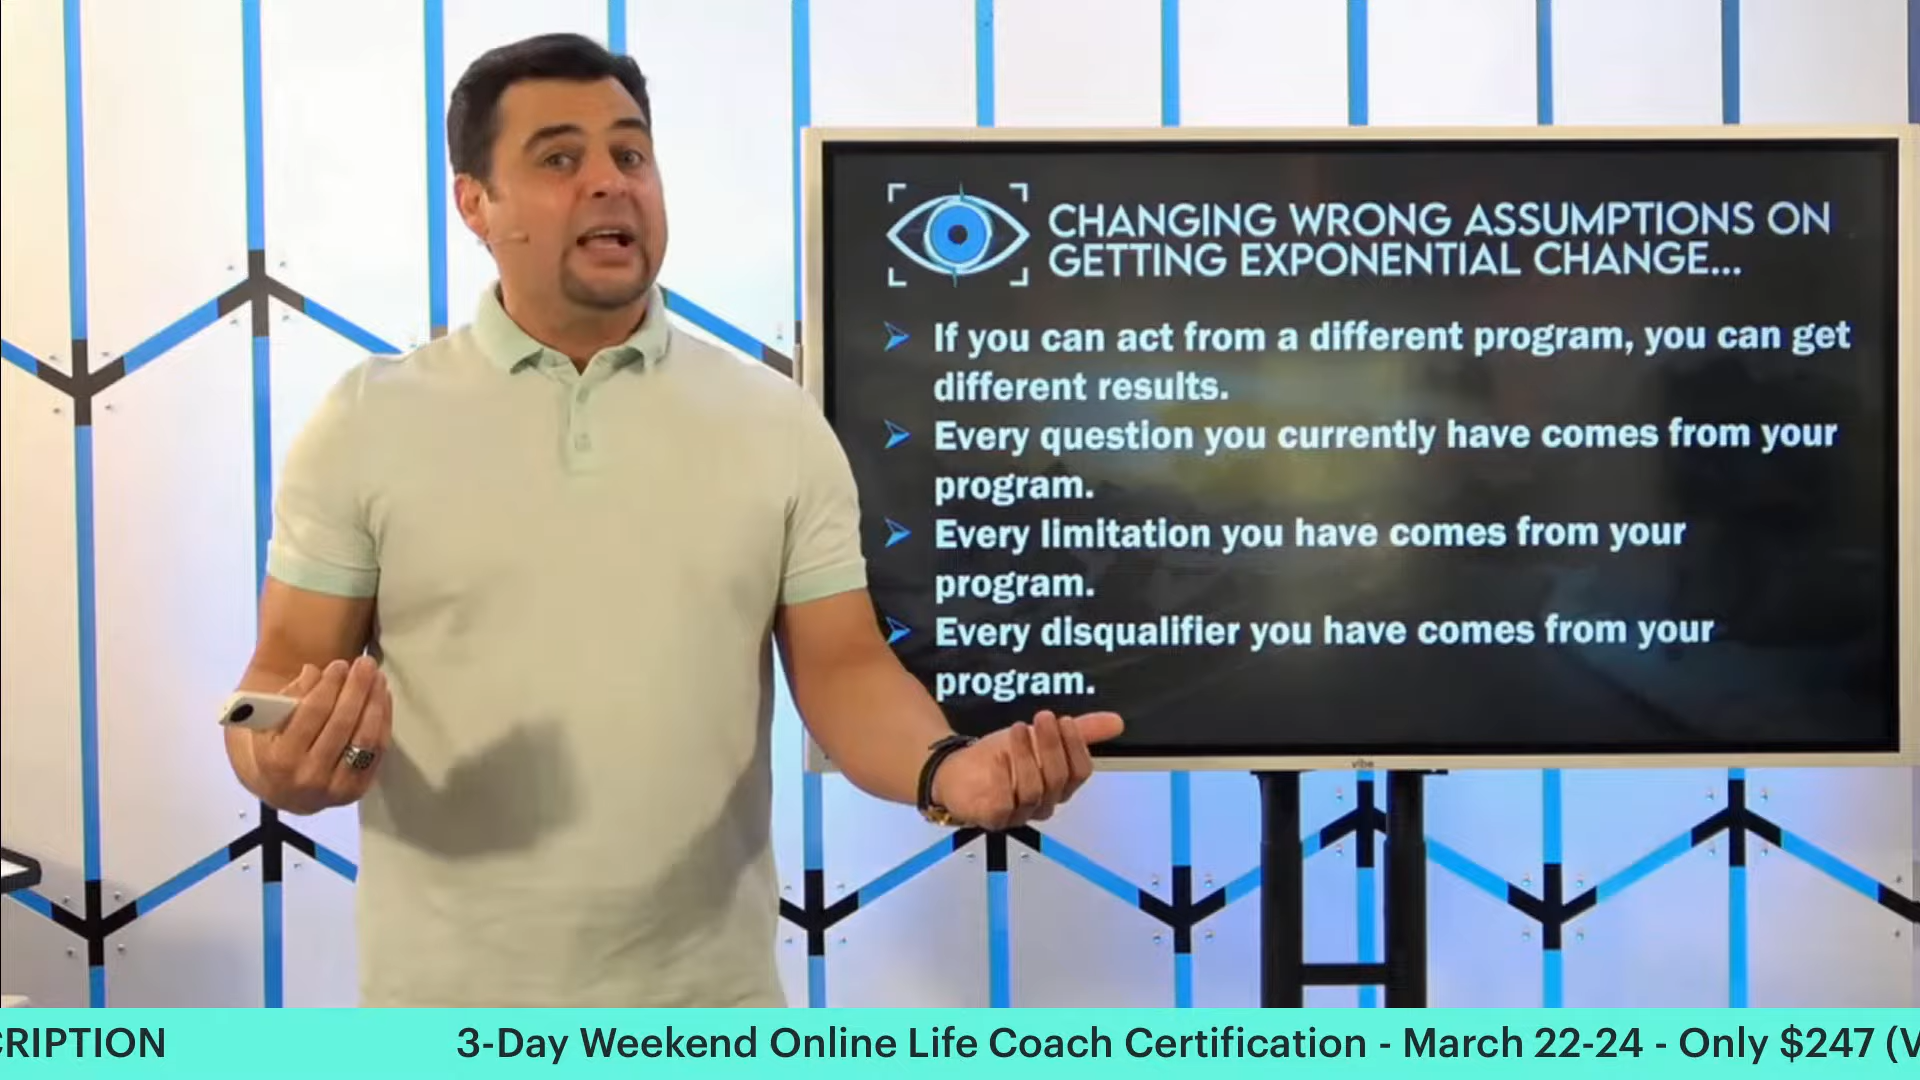 CHANGING WRONG ASSUMPTIONS ON
GETTING EXPONENTIAL CHANGE...
If you can act from a different program, you can get
different results.
Every question you currently have comes from your
program.
Every limitation you have comes from your
program.
Every disqualifier you have comes from your
program.
vibe
CRIPTION 3-Day Weekend Online Life Coach Certification - March 22-24 - Only $247 (V